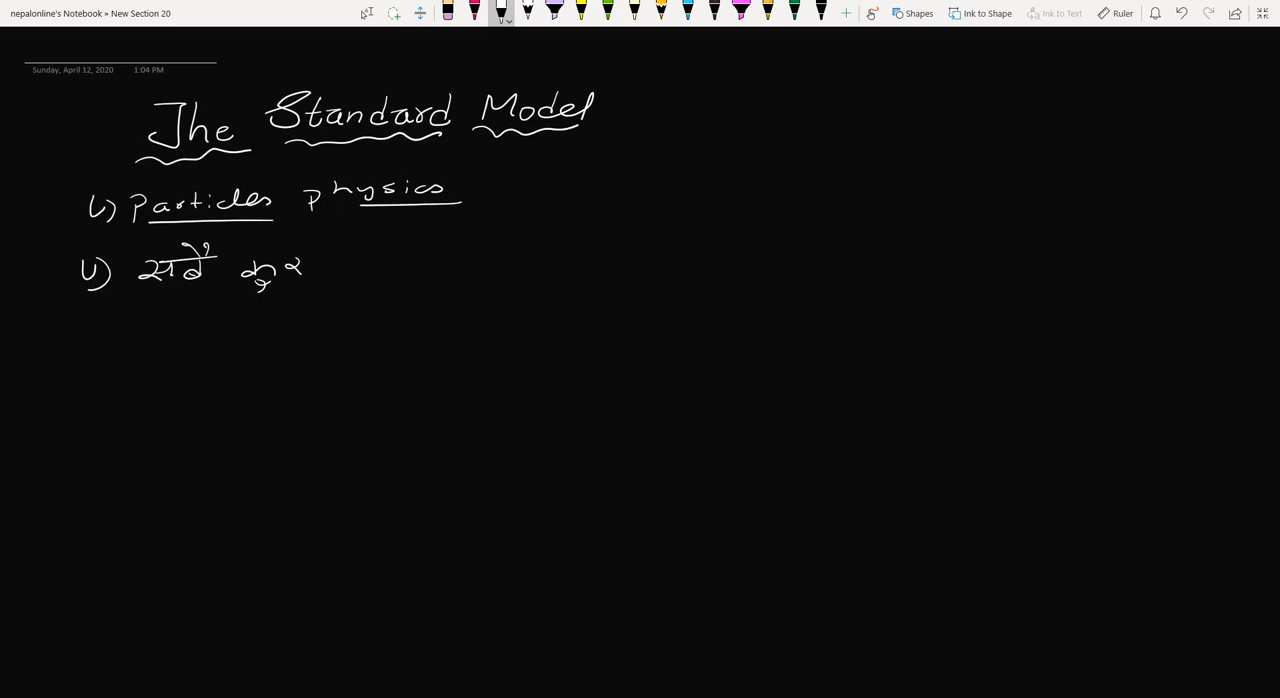 nepalonline's Notebook » New Section 20
Shapes Ink to Shape Ink to Text Ruler
Sunday, April 12, 2020 1:04 PM
The Standard Model
↳) Particles Physics
↳) सबै कुर